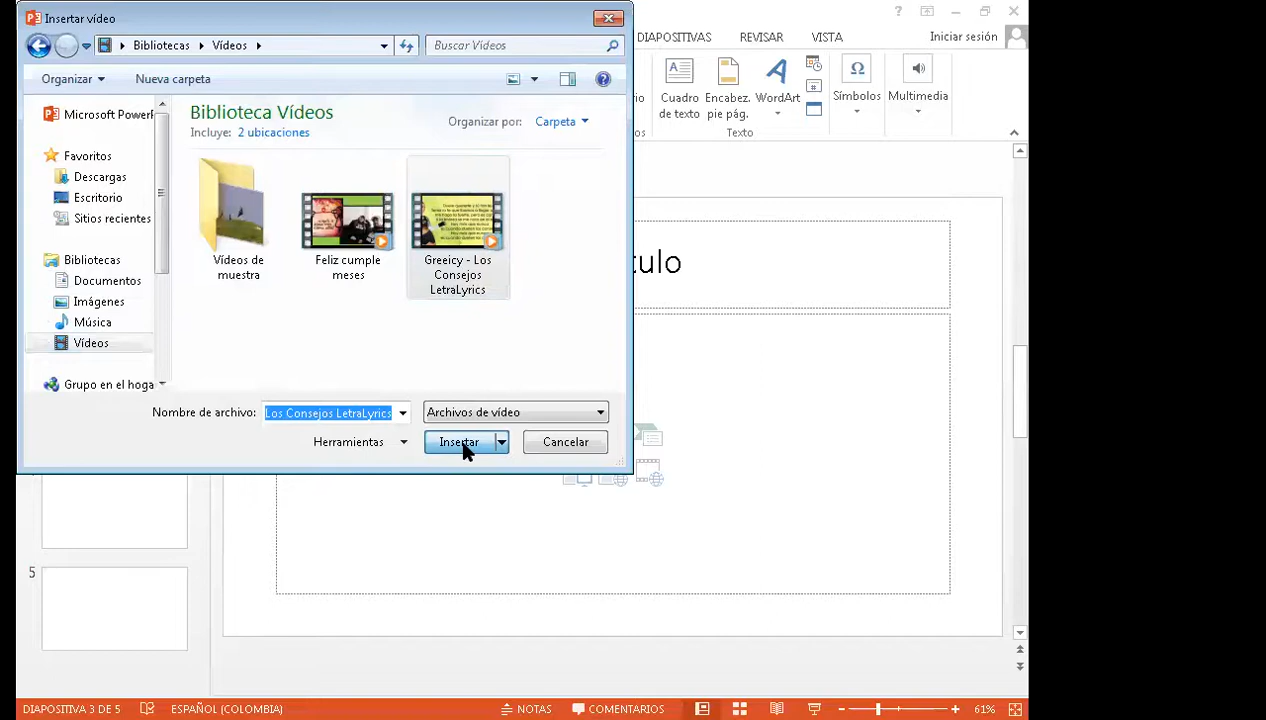 Insertar vídeo
Bibliotecas
Vídeos
Buscar Vídeos
Organizar
Nueva carpeta
Microsoft PowerP
Favoritos
Descargas
Escritorio
Sitios recientes
Bibliotecas
Documentos
Imágenes
Música
Vídeos
Grupo en el hoga
Biblioteca Vídeos
Incluye: 2 ubicaciones
Organizar por: Carpeta
Vídeos de
muestra
Feliz cumple
meses
Greeicy - Los
Consejos
LetraLyrics
Nombre de archivo: Los Consejos LetraLyrics
Archivos de vídeo
Herramientas
Insertar
Cancelar
DIAPOSITIVAS
REVISAR
VISTA
Iniciar sesión
Cuadro
de texto
Encabez.
pie pág.
WordArt
Texto
Símbolos
Multimedia
5
DIAPOSITIVA 3 DE 5
ESPAÑOL (COLOMBIA)
NOTAS
COMENTARIOS
61%